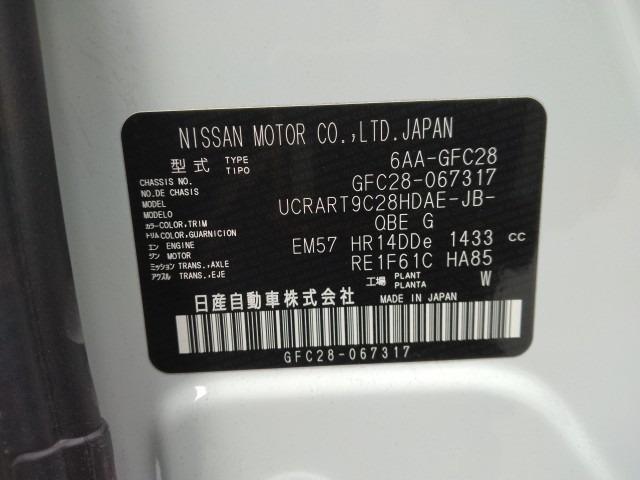 NISSAN MOTOR CO.,LTD.JAPAN
型式 TYPE TIPO 6AA-GFC28
CHASSIS NO. NO.DE CHASIS GFC28-067317
MODEL MODELO UCRART9C28HDAE-JB-
カラー COLOR,TRIM トリム COLOR,GUARNICION QBE G
エン ENGINE ジン MOTOR EM57 HR14DDe 1433 cc
ミッション TRANS.,AXLE アクスル TRANS.,EJE RE1F61C HA85
工場 PLANT PLANTA W
日産自動車株式会社 MADE IN JAPAN
GFC28-067317